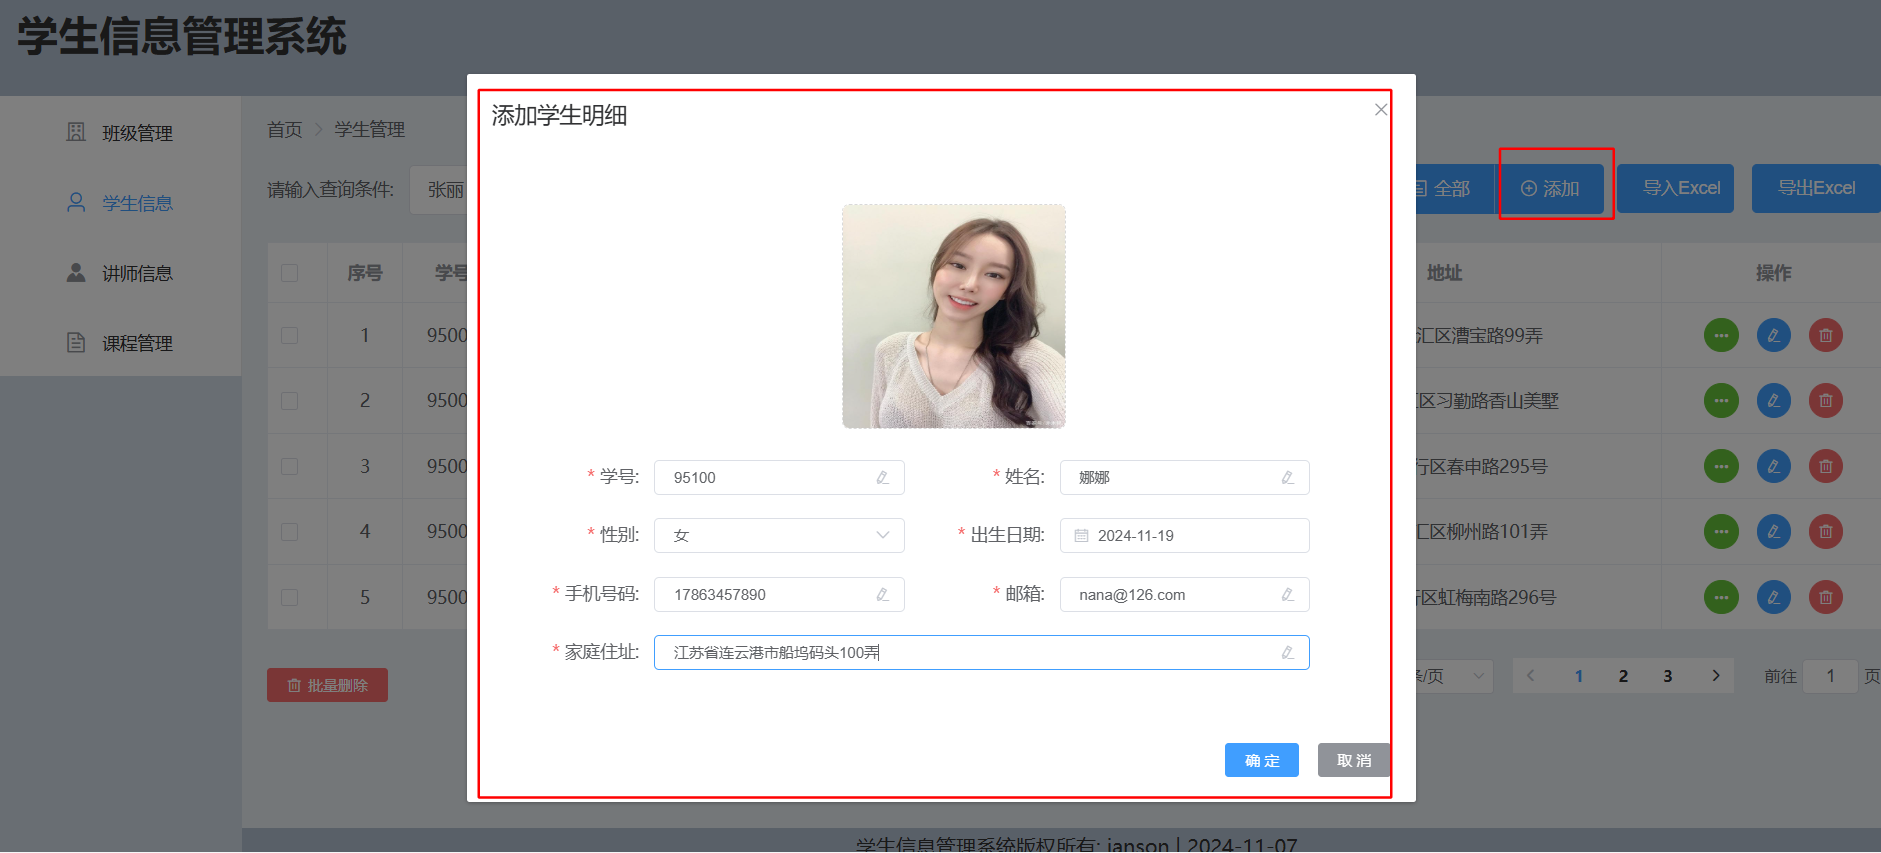 学生信息管理系统
班级管理
学生信息
讲师信息
课程管理
首页 > 学生管理
请输入查询条件: 张丽
全部
添加
导入Excel
导出Excel
序号 学号 地址 操作
1 9500 汇区漕宝路99弄
2 9500 区习勤路香山美墅
3 9500 行区春申路295号
4 9500 汇区柳州路101弄
5 9500 区虹梅南路296号
批量删除
条/页
1 2 3
前往 1 页
添加学生明细
* 学号: 95100
* 姓名: 娜娜
* 性别: 女
* 出生日期: 2024-11-19
* 手机号码: 17863457890
* 邮箱: nana@126.com
* 家庭住址: 江苏省连云港市船坞码头100弄
确 定
取 消
学生信息管理系统版权所有: janson | 2024-11-07